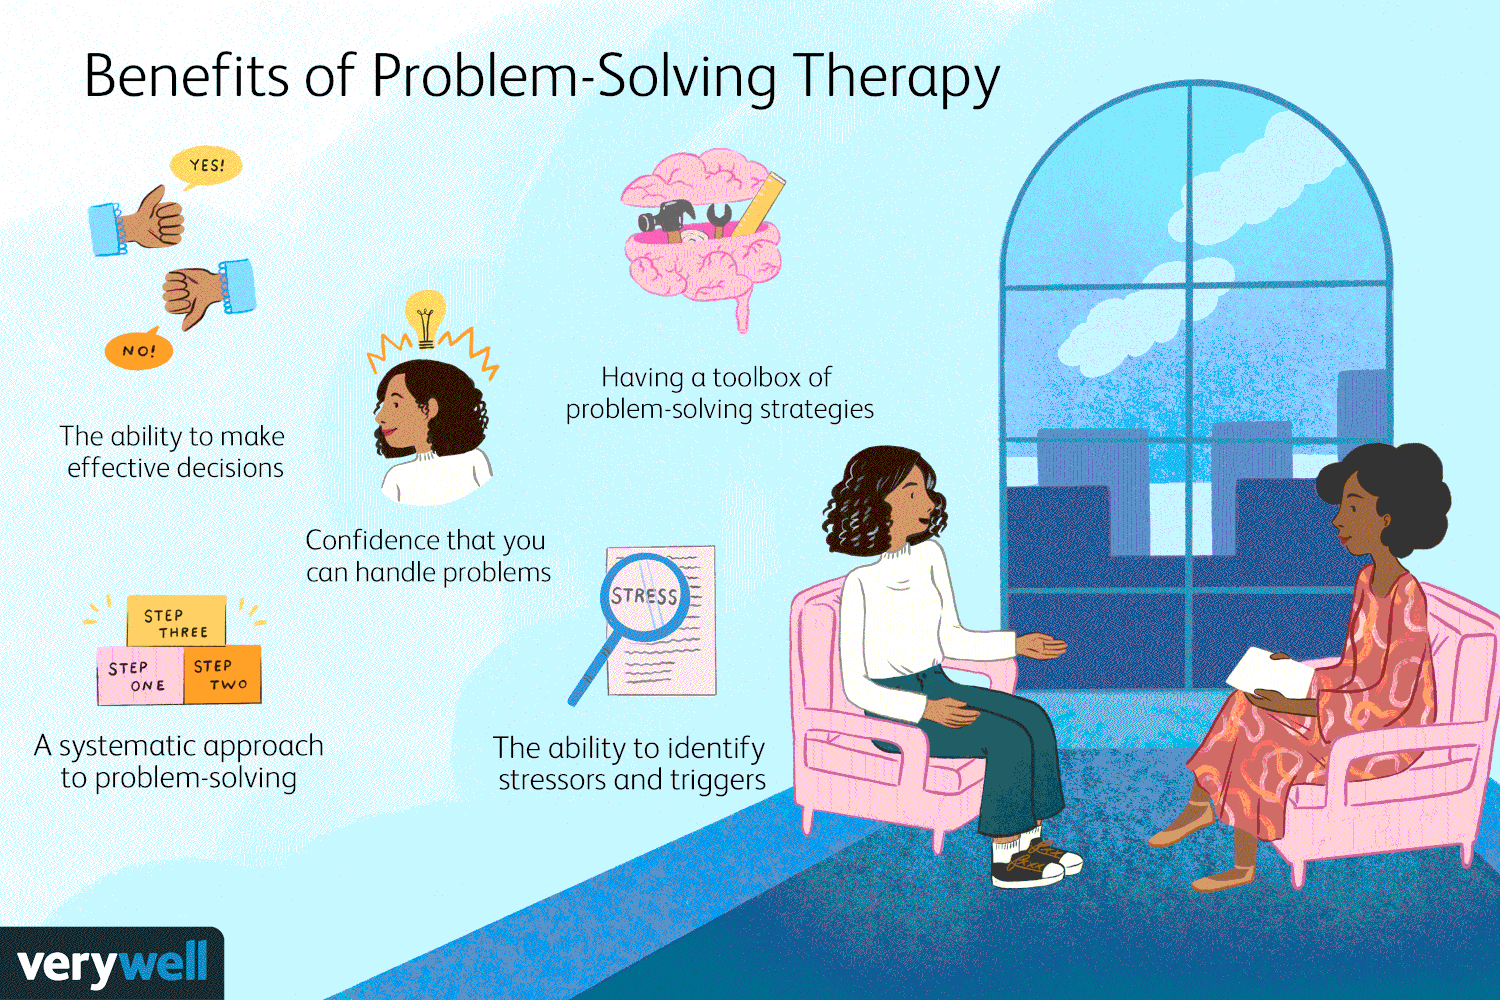 Benefits of Problem-Solving Therapy
YES!
NO!
The ability to make
effective decisions
Confidence that you
can handle problems
Having a toolbox of
problem-solving strategies
STEP
THREE
STEP
ONE
STEP
TWO
A systematic approach
to problem-solving
STRESS
The ability to identify
stressors and triggers
verywell